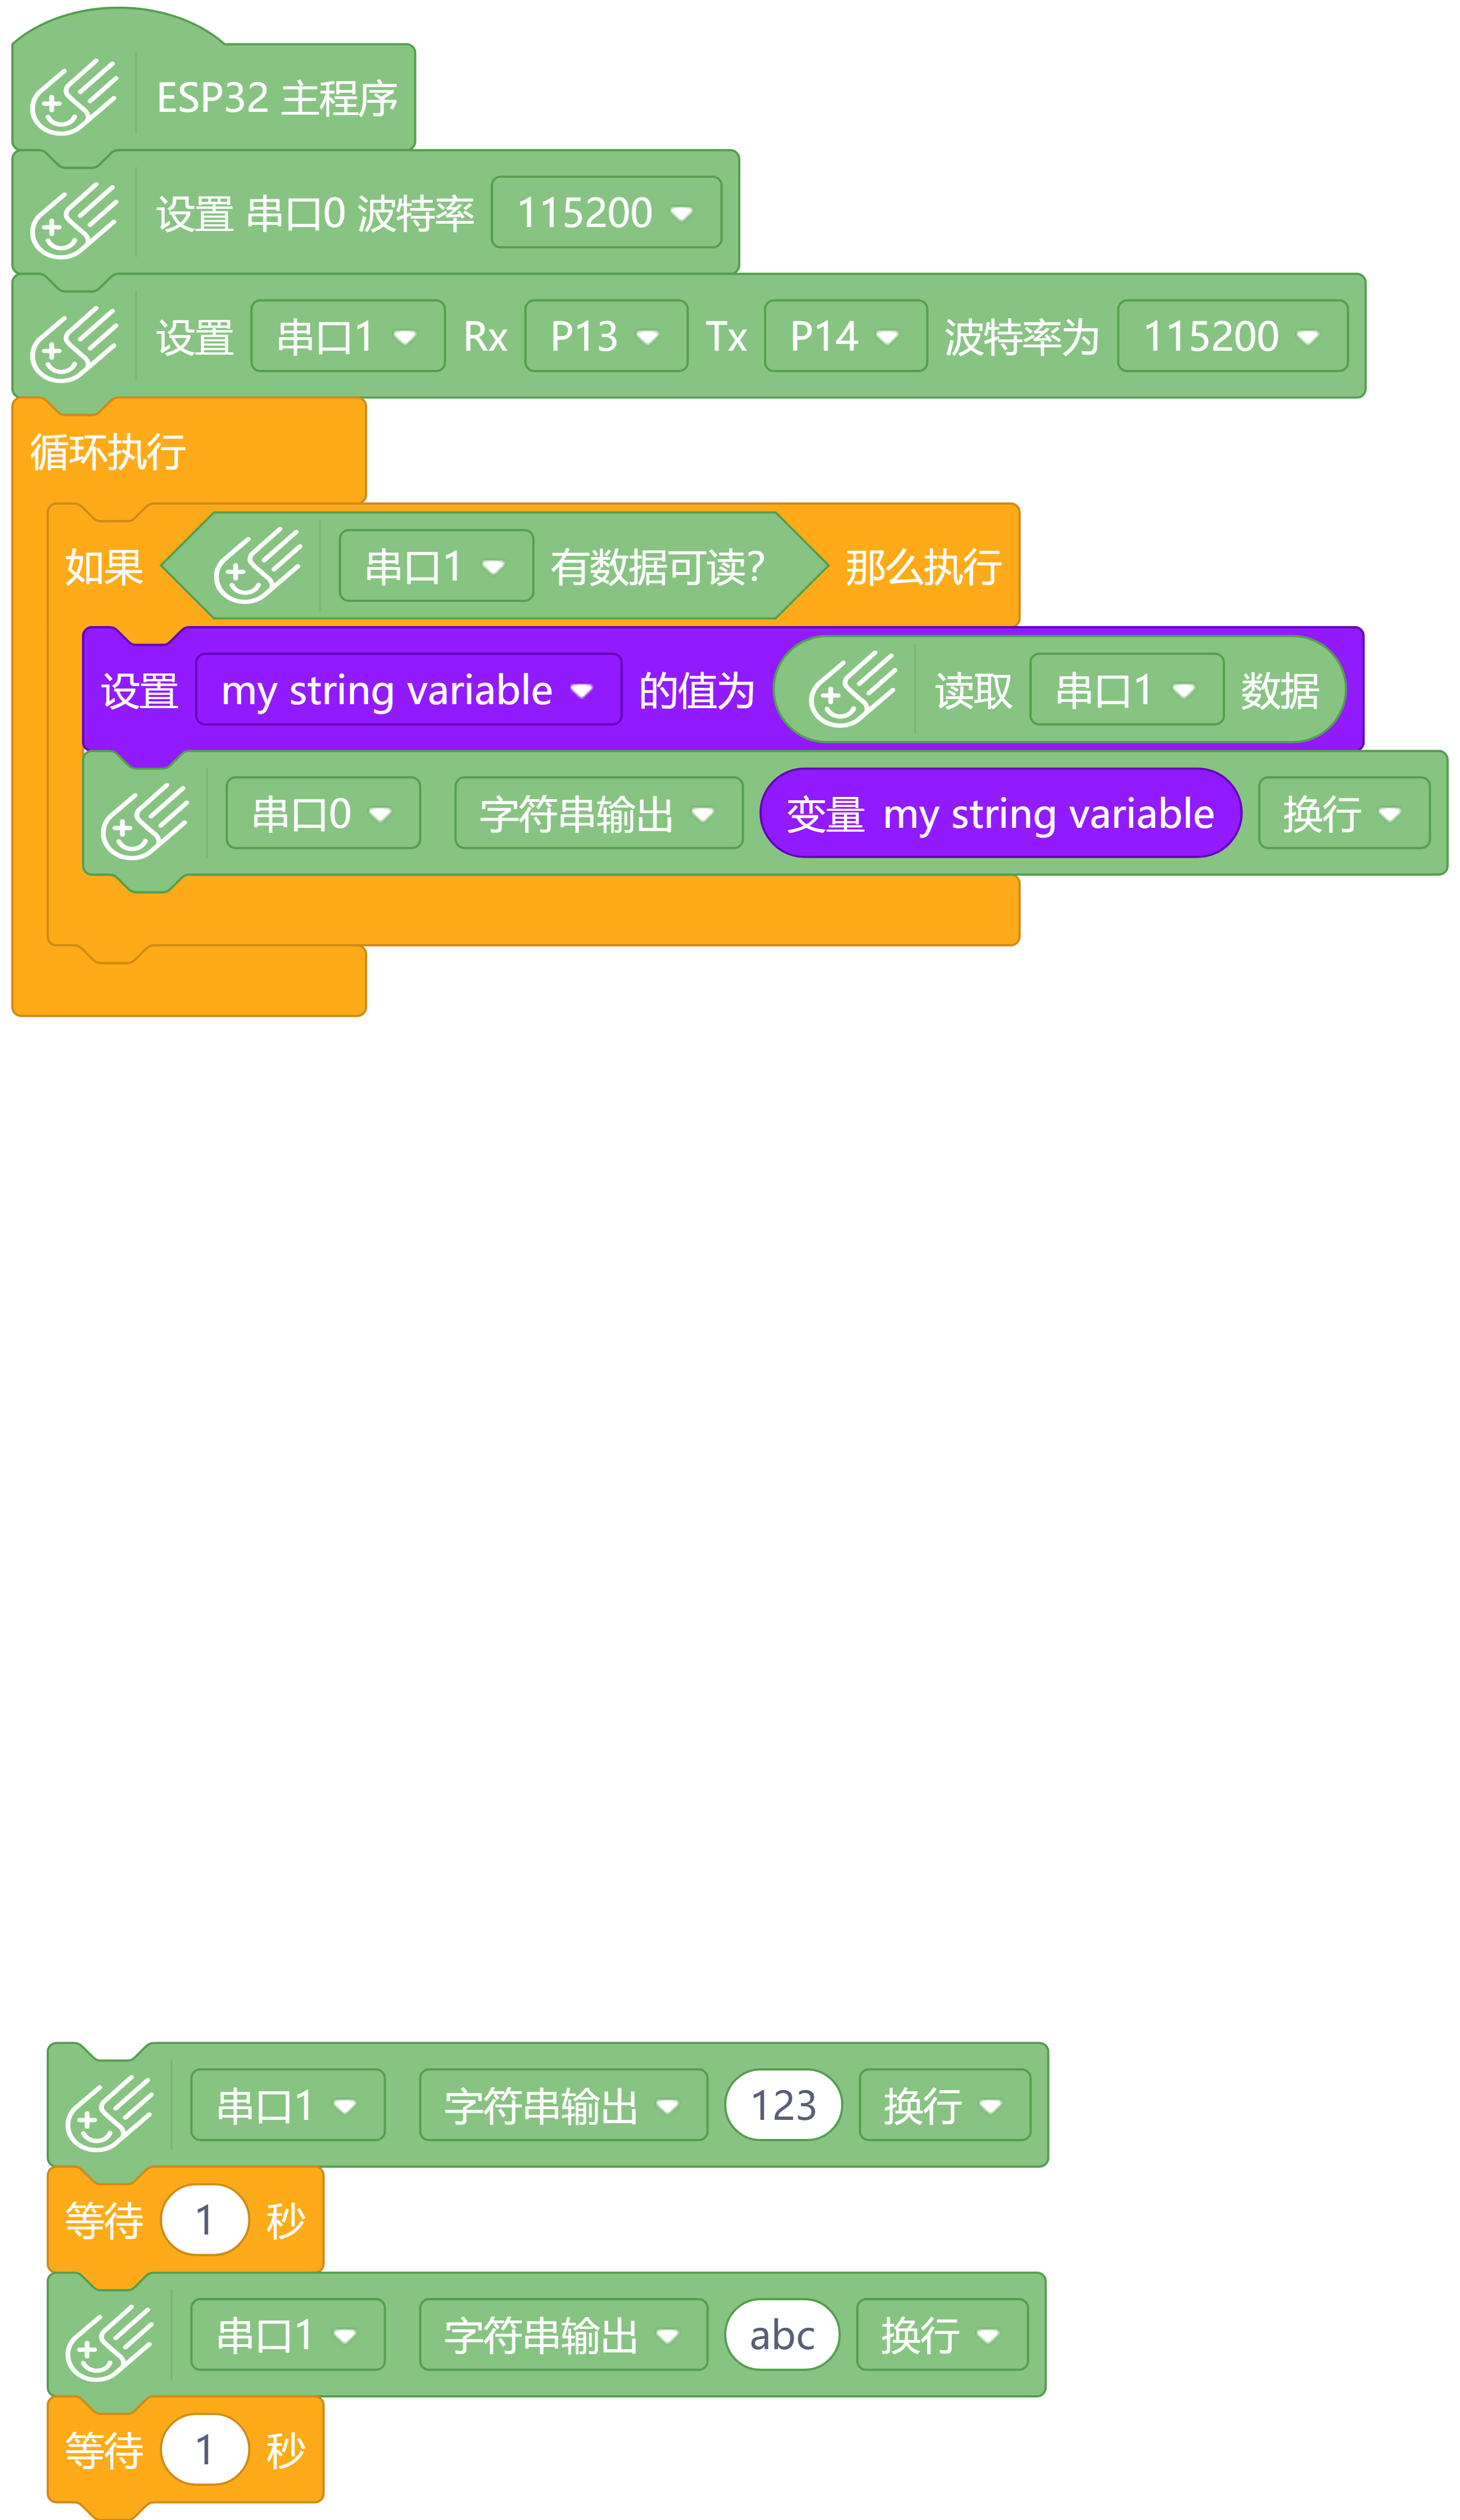 ESP32 主程序
设置 串口0 波特率 115200
设置 串口1 Rx P13 Tx P14 波特率为 115200
循环执行
如果 串口1 有数据可读? 那么执行
设置 my string variable 的值为 读取 串口1 数据
串口0 字符串输出 变量 my string variable 换行
串口1 字符串输出 123 换行
等待 1 秒
串口1 字符串输出 abc 换行
等待 1 秒